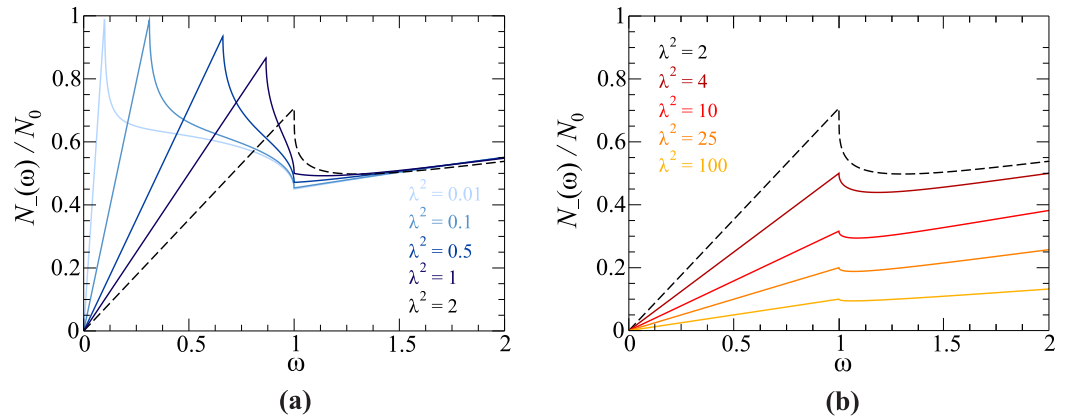 1
0.8
0.6
0.4
0.2
0
N_(ω) / N₀
λ² = 0.01
λ² = 0.1
λ² = 0.5
λ² = 1
λ² = 2
0
0.5
1
1.5
2
ω
(a)
1
0.8
0.6
0.4
0.2
0
N_(ω) / N₀
λ² = 2
λ² = 4
λ² = 10
λ² = 25
λ² = 100
0
0.5
1
1.5
2
ω
(b)